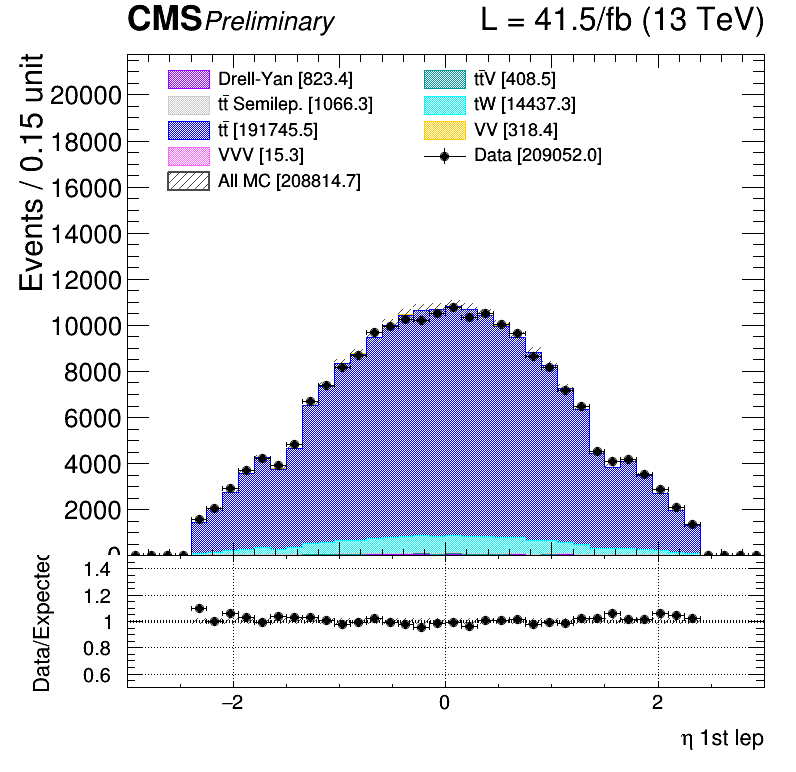 CMS Preliminary L = 41.5/fb (13 TeV)
Events / 0.15 unit
Drell-Yan [823.4] tt̄V [408.5]
tt̄ Semilep. [1066.3] tW [14437.3]
tt̄ [191745.5] VV [318.4]
VVV [15.3] Data [209052.0]
All MC [208814.7]
20000
18000
16000
14000
12000
10000
8000
6000
4000
2000
0
Data/Expected
1.4
1.2
1
0.8
0.6
−2 0 2
η 1st lep